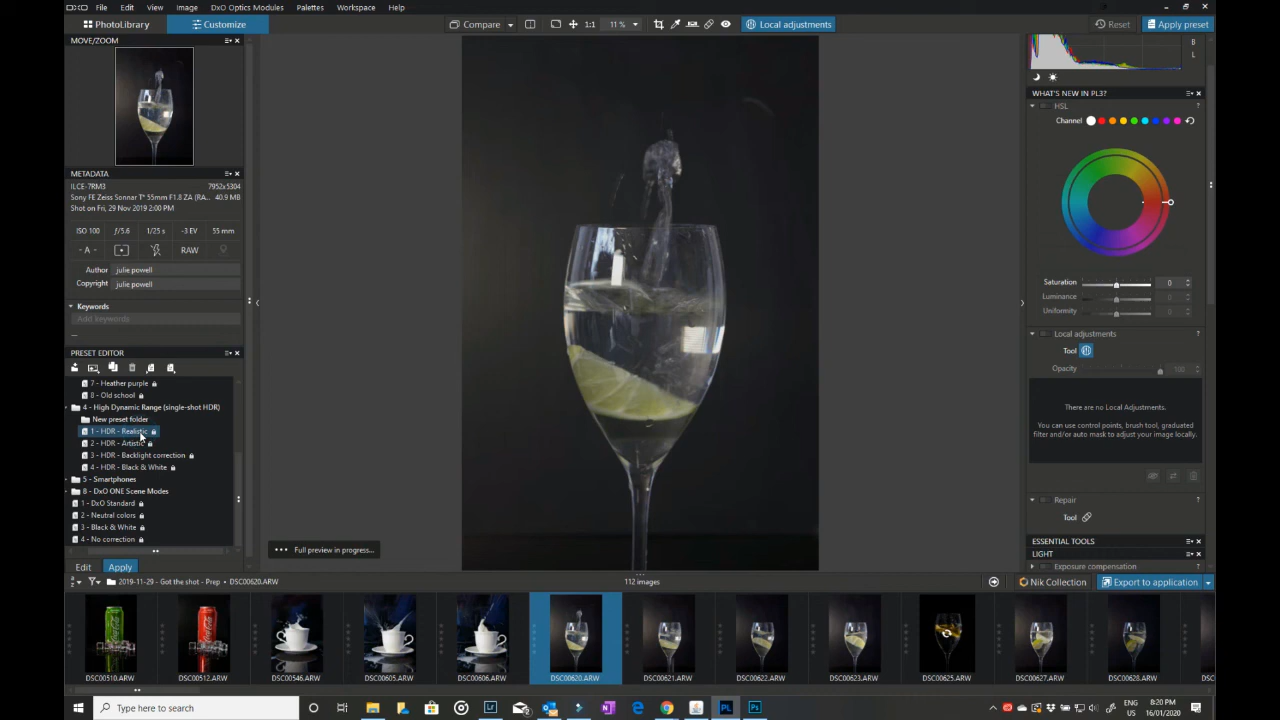 DXO File Edit View Image DxO Optics Modules Palettes Workspace Help
PhotoLibrary Customize Compare 1:1 11 % Local adjustments Reset Apply preset
MOVE/ZOOM
METADATA
ILCE-7RM3 7952x5304
Sony FE Zeiss Sonnar T* 55mm F1.8 ZA (RA... 40.9 MB
Shot on Fri, 29 Nov 2019 2:00 PM
ISO 100 ƒ/5.6 1/25 s -3 EV 55 mm
- A - RAW
Author julie powell
Copyright julie powell
Keywords
Add keywords
PRESET EDITOR
7 - Heather purple
8 - Old school
4 - High Dynamic Range (single-shot HDR)
New preset folder
1 - HDR - Realistic
2 - HDR - Artistic
3 - HDR - Backlight correction
4 - HDR - Black & White
5 - Smartphones
8 - DxO ONE Scene Modes
1 - DxO Standard
2 - Neutral colors
3 - Black & White
4 - No correction
Edit Apply
Full preview in progress...
B
L
WHAT'S NEW IN PL3?
HSL ?
Channel
Saturation 0
Luminance 0
Uniformity 0
Local adjustments ?
Tool
Opacity 100
There are no Local Adjustments.
You can use control points, brush tool, graduated
filter and/or auto mask to adjust your image locally.
Repair ?
Tool
ESSENTIAL TOOLS
LIGHT
Exposure compensation ?
2019-11-29 - Got the shot - Prep • DSC00620.ARW 112 images Nik Collection Export to application
DSC00510.ARW DSC00512.ARW DSC00546.ARW DSC00605.ARW DSC00606.ARW DSC00620.ARW DSC00621.ARW DSC00622.ARW DSC00623.ARW DSC00625.ARW DSC00627.ARW DSC00628.ARW DSC00
Type here to search PL Ps ENG US 8:20 PM 16/01/2020